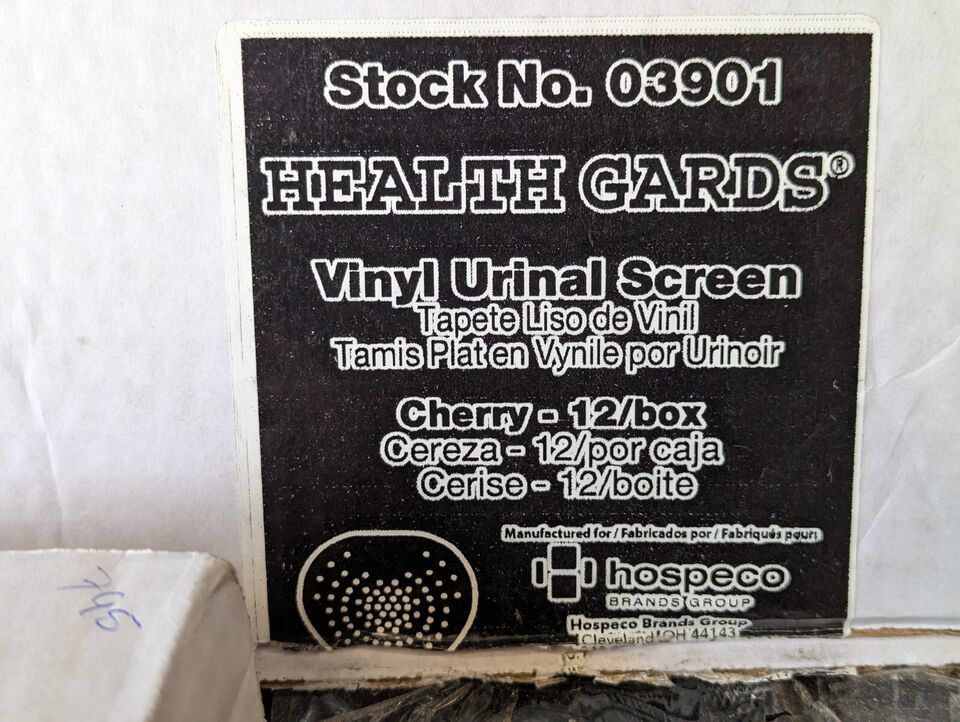 Stock No. 03901
HEALTH GARDS®
Vinyl Urinal Screen
Tapete Liso de Vinil
Tamis Plat en Vynile por Urinoir
Cherry - 12/box
Cereza - 12/por caja
Cerise - 12/boite
Manufactured for / Fabricados por / Fabriqués pour:
hospeco
BRANDS GROUP
Hospeco Brands Group
Cleveland OH 44143